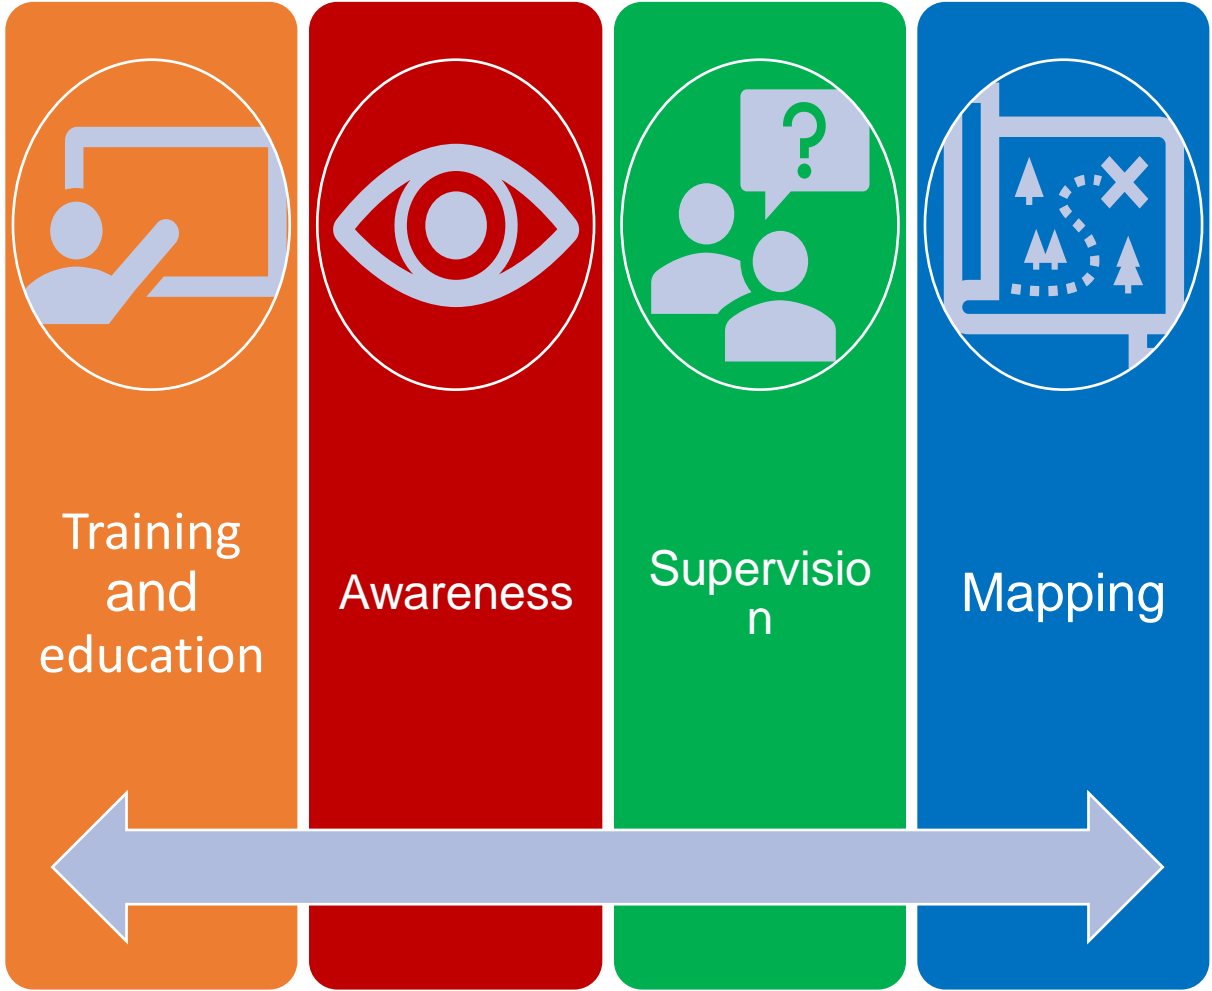 Training
and
education
Awareness
Supervisio
n
Mapping
?